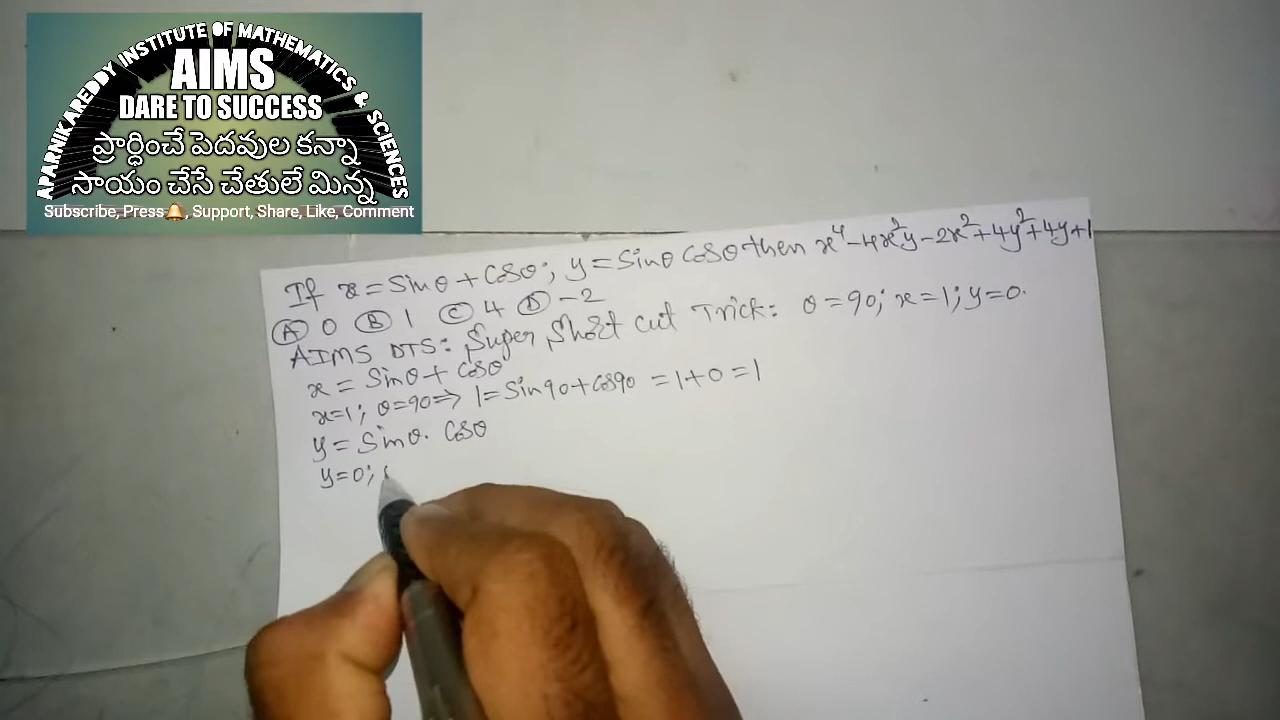 APARNIKAREDDY INSTITUTE OF MATHEMATICS & SCIENCES
AIMS
DARE TO SUCCESS
ప్రార్ధించే పెదవుల కన్నా
సాయం చేసే చేతులే మిన్న
Subscribe, Press🔔, Support, Share, Like, Comment
If x = Sinθ + Cosθ; y = Sinθ Cosθ then x⁴-4x²y-2x²+4y²+4y+1
(A) 0 (B) 1 (C) 4 (D) -2
AIMS DTS: Super Short Cut Trick: θ = 90; x = 1; y = 0.
x = Sinθ + Cosθ
x=1; θ=90 ⇒ 1 = Sin90 + Cos90 = 1+0 = 1
y = Sinθ. Cosθ
y=0;